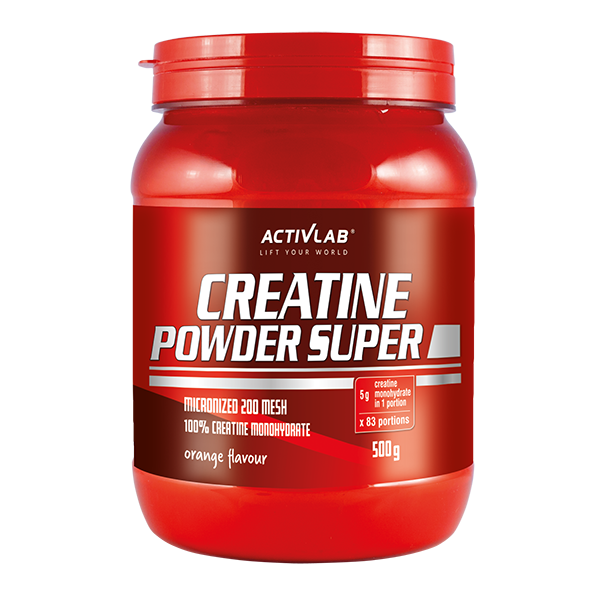 ACTIVLAB®
LIFT YOUR WORLD
CREATINE
POWDER SUPER
MICRONIZED 200 MESH
100% CREATINE MONOHYDRATE
orange flavour
5g creatine
monohydrate
in 1 portion
x 83 portions
500g